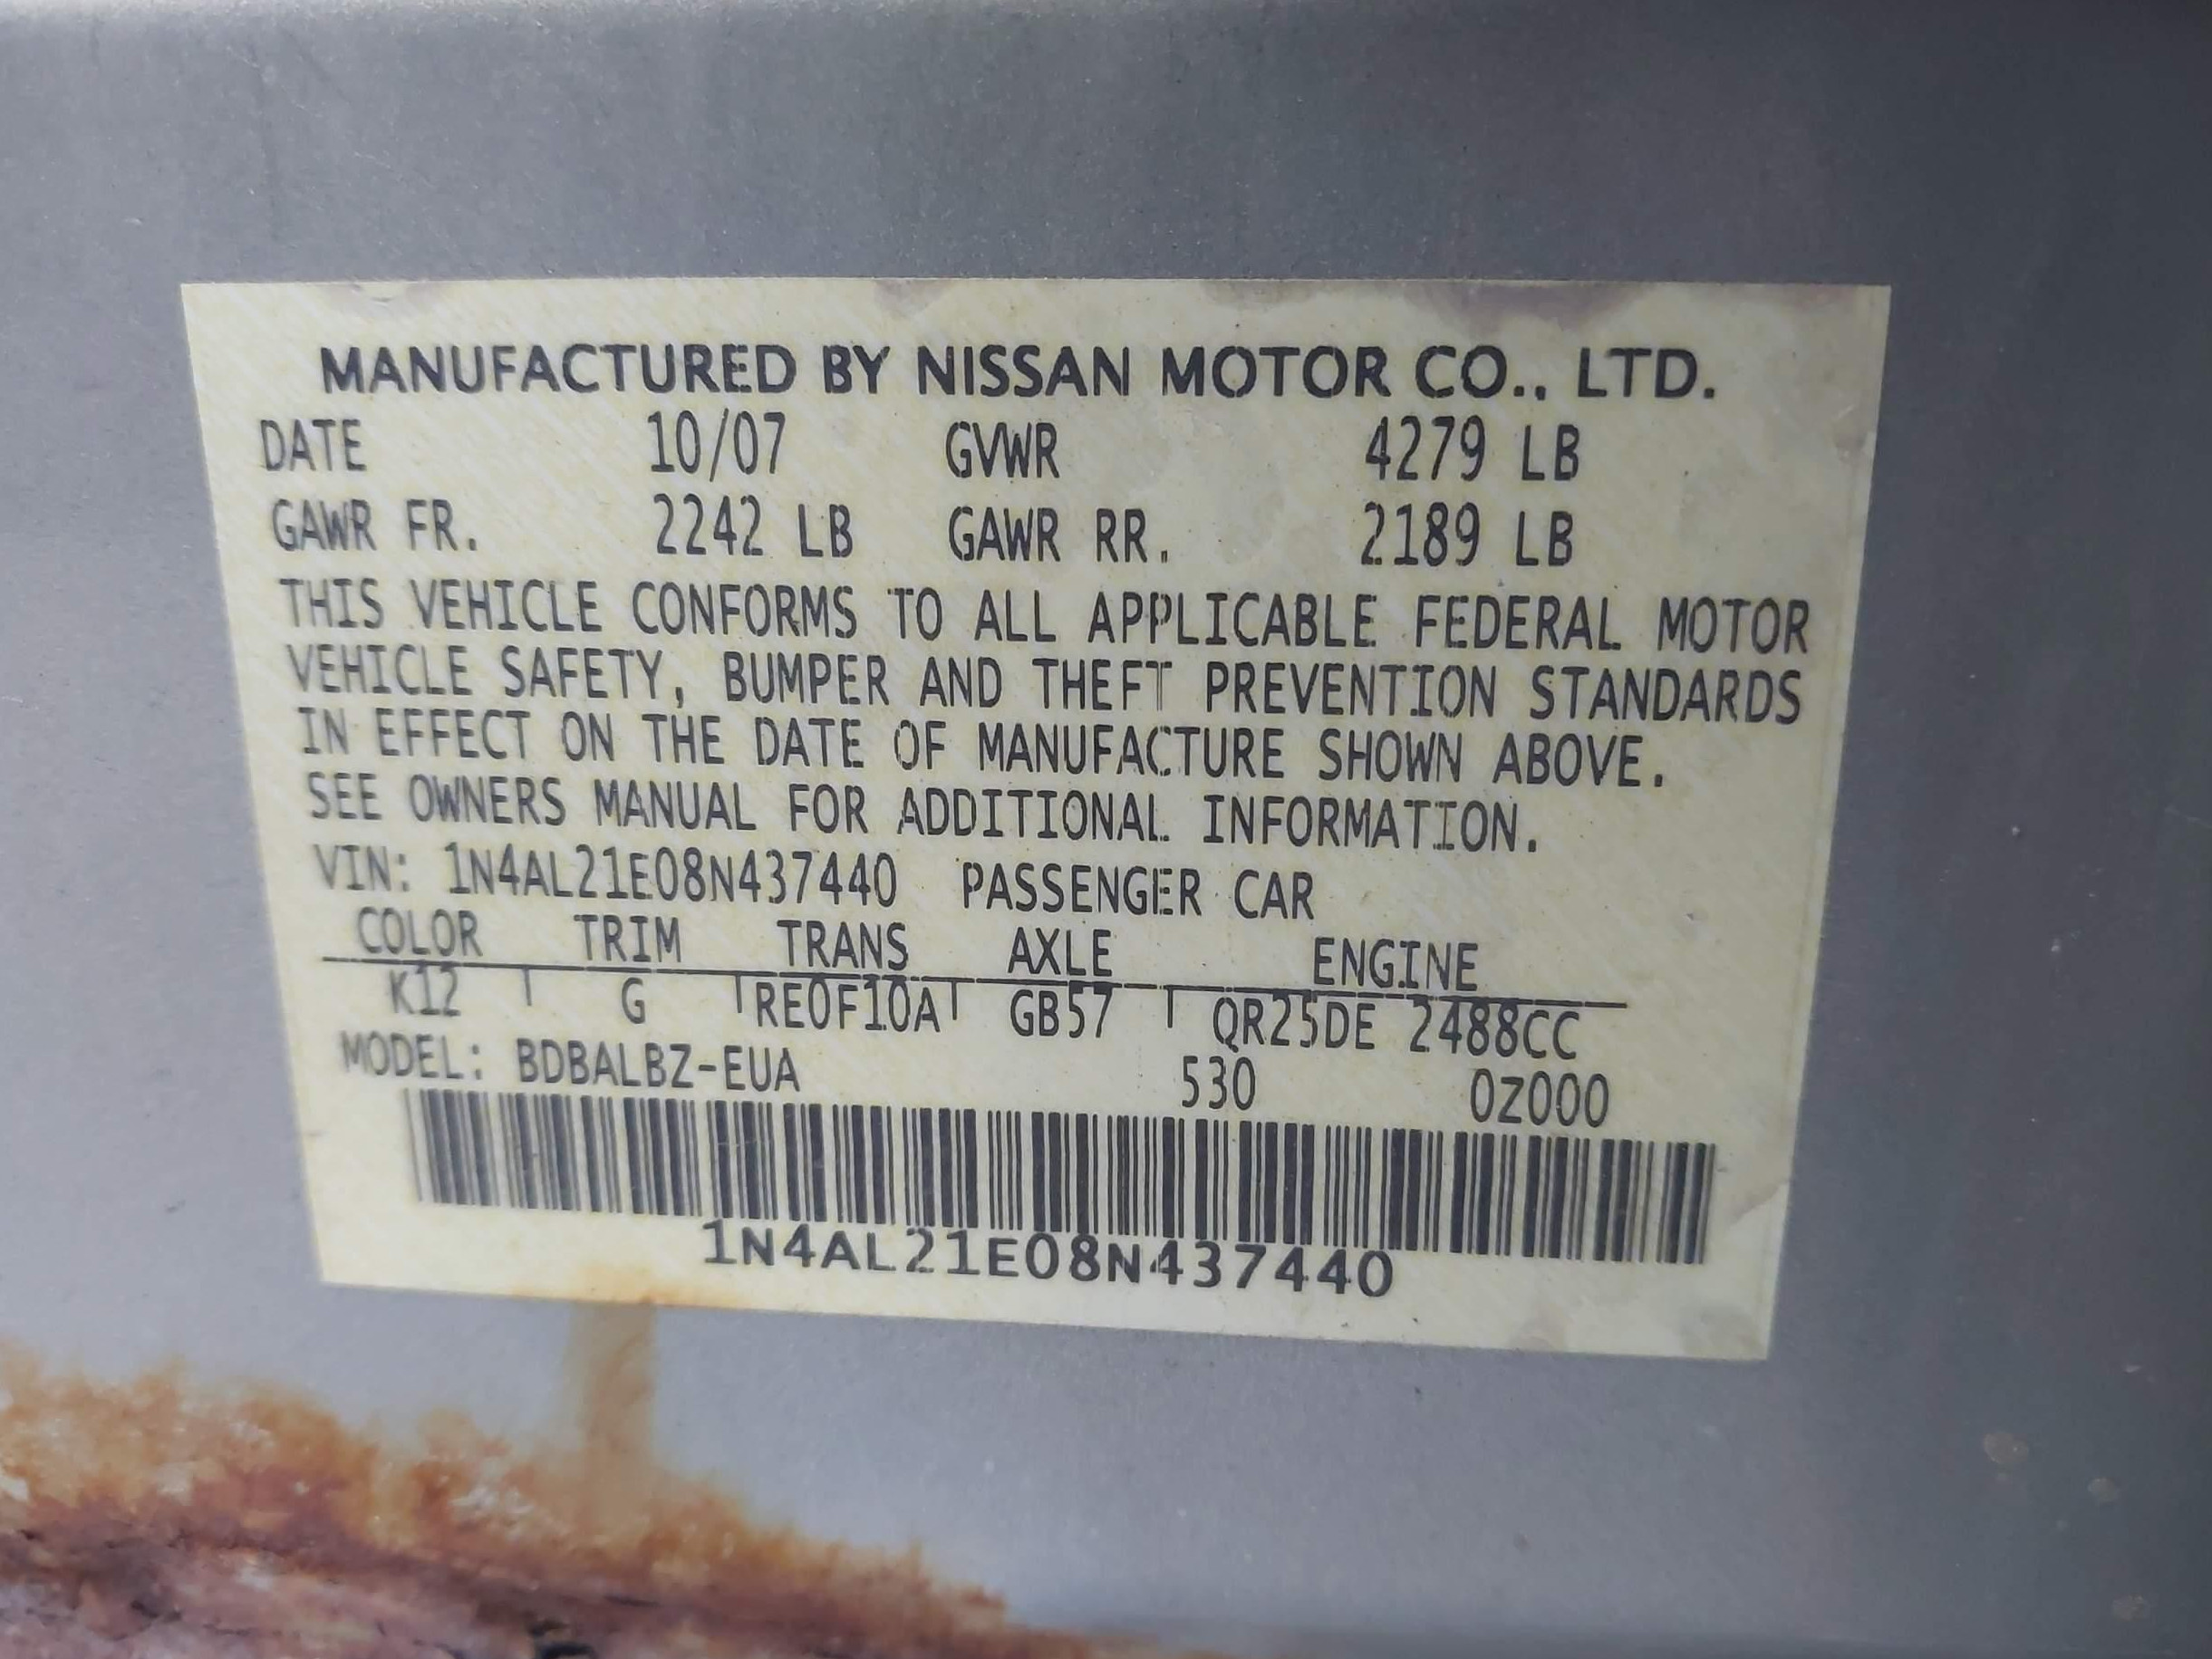 MANUFACTURED BY NISSAN MOTOR CO., LTD.
DATE 10/07 GVWR 4279 LB
GAWR FR. 2242 LB GAWR RR. 2189 LB
THIS VEHICLE CONFORMS TO ALL APPLICABLE FEDERAL MOTOR
VEHICLE SAFETY, BUMPER AND THEFT PREVENTION STANDARDS
IN EFFECT ON THE DATE OF MANUFACTURE SHOWN ABOVE.
SEE OWNERS MANUAL FOR ADDITIONAL INFORMATION.
VIN: 1N4AL21E08N437440 PASSENGER CAR
COLOR TRIM TRANS AXLE ENGINE
K12 G RE0F10A GB57 QR25DE 2488CC
MODEL: BDBALBZ-EUA 530 0Z000
1N4AL21E08N437440